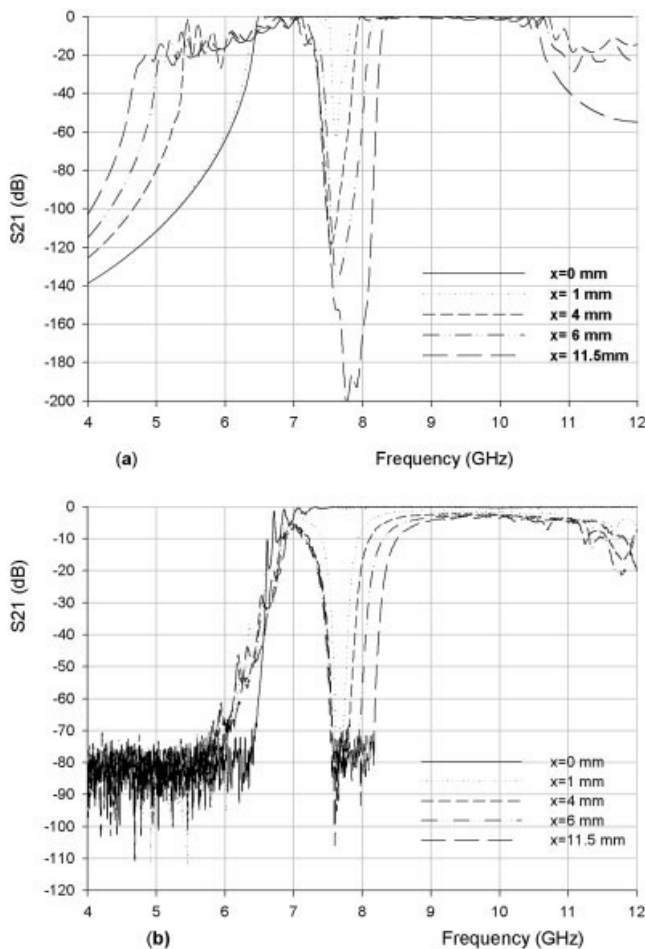 0
-20
-40
-60
-80
-100
-120
-140
-160
-180
-200
S21 (dB)
x=0 mm
x= 1 mm
x= 4 mm
x= 6 mm
x= 11.5mm
4 5 6 7 8 9 10 11 12
(a) Frequency (GHz)
0
-10
-20
-30
-40
-50
-60
-70
-80
-90
-100
-110
-120
S21 (dB)
x=0 mm
x=1 mm
x=4 mm
x=6 mm
x=11.5 mm
4 5 6 7 8 9 10 11 12
(b) Frequency (GHz)